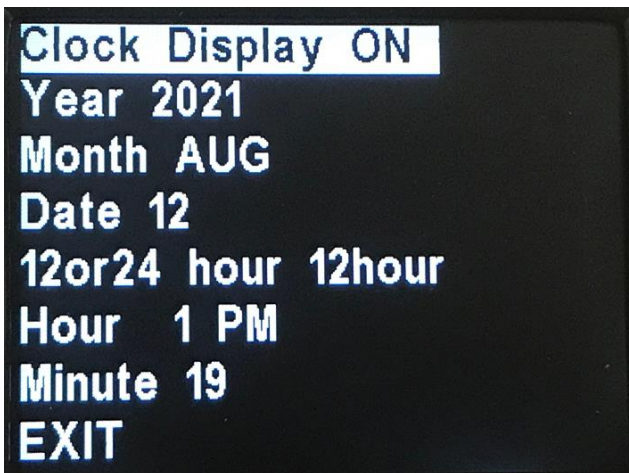 Clock Display ON
Year 2021
Month AUG
Date 12
12or24 hour 12hour
Hour 1 PM
Minute 19
EXIT